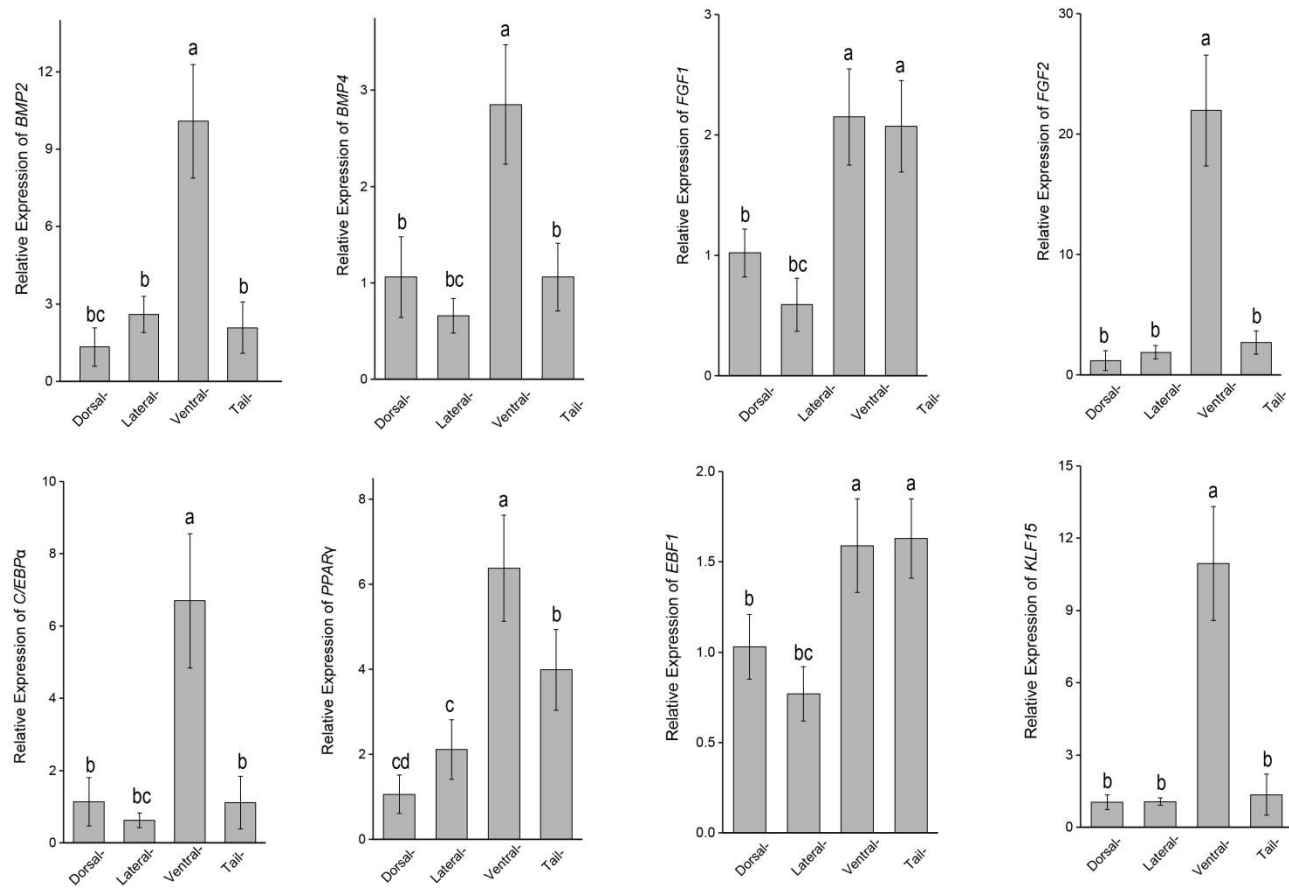 Relative Expression of BMP2
12
9
6
3
0
bc
b
a
b
Dorsal-
Lateral-
Ventral-
Tail-
Relative Expression of BMP4
3
2
1
0
b
bc
a
b
Dorsal-
Lateral-
Ventral-
Tail-
Relative Expression of FGF1
3
2
1
0
b
bc
a
a
Dorsal-
Lateral-
Ventral-
Tail-
Relative Expression of FGF2
30
20
10
0
b
b
a
b
Dorsal-
Lateral-
Ventral-
Tail-
Relative Expression of C/EBPα
10
8
6
4
2
0
b
bc
a
b
Dorsal-
Lateral-
Ventral-
Tail-
Relative Expression of PPARγ
8
6
4
2
0
cd
c
a
b
Dorsal-
Lateral-
Ventral-
Tail-
Relative Expression of EBF1
2.0
1.5
1.0
0.5
0.0
b
bc
a
a
Dorsal-
Lateral-
Ventral-
Tail-
Relative Expression of KLF15
15
12
9
6
3
0
b
b
a
b
Dorsal-
Lateral-
Ventral-
Tail-